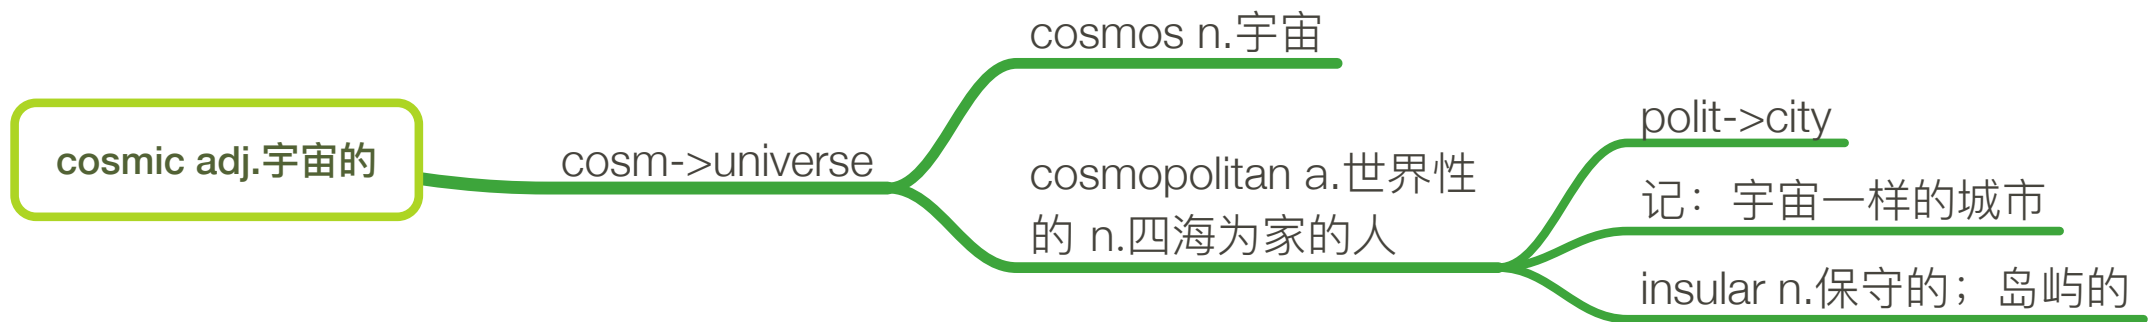 cosmic adj.宇宙的
cosm->universe
cosmos n.宇宙
cosmopolitan a.世界性
的 n.四海为家的人
polit->city
记：宇宙一样的城市
insular n.保守的；岛屿的